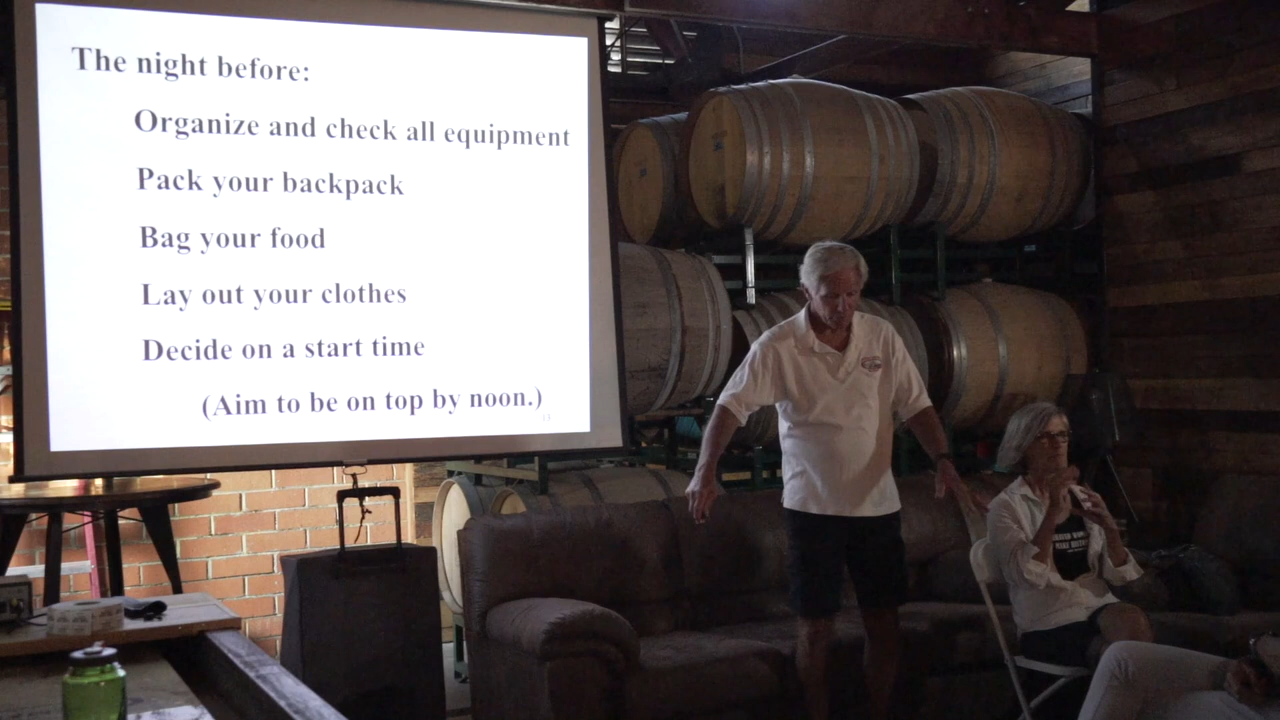 The night before:
Organize and check all equipment
Pack your backpack
Bag your food
Lay out your clothes
Decide on a start time
(Aim to be on top by noon.)